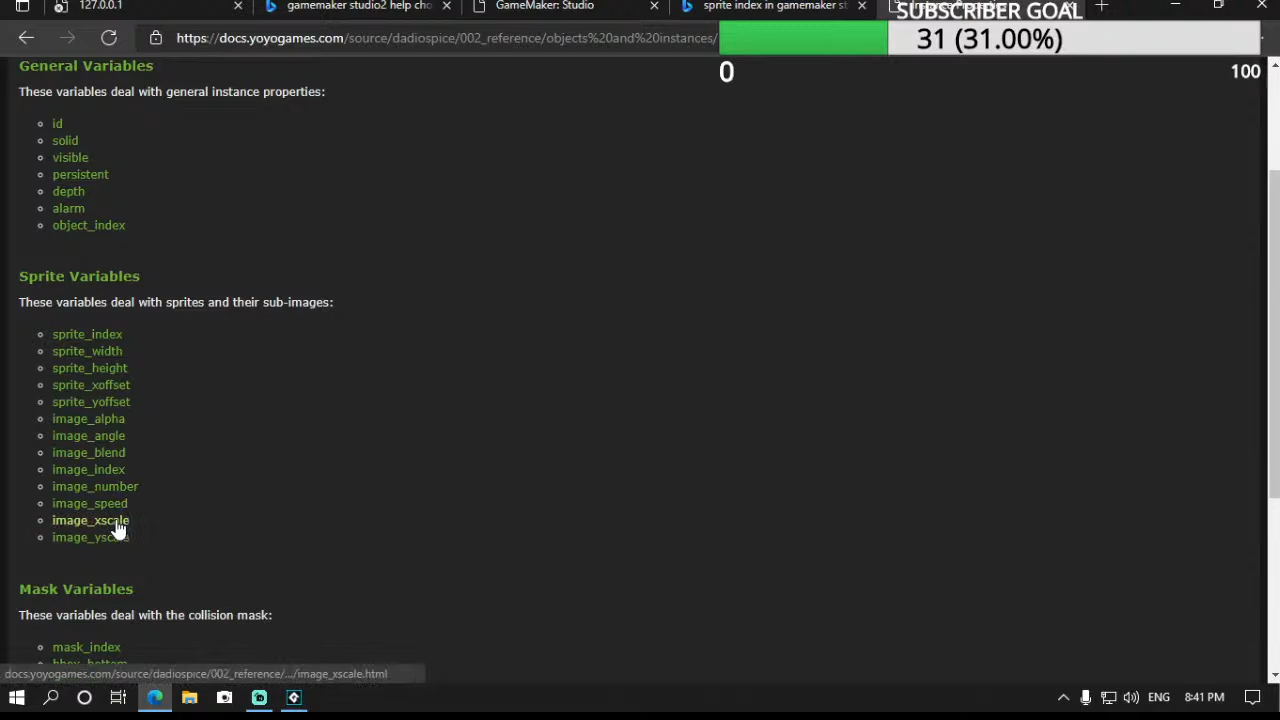 127.0.0.1
gamemaker studio2 help cho
GameMaker: Studio
sprite index in gamemaker st
SUBSCRIBER GOAL
https://docs.yoyogames.com/source/dadiospice/002_reference/objects%20and%20instances/
31 (31.00%)
0
100
General Variables
These variables deal with general instance properties:
id
solid
visible
persistent
depth
alarm
object_index
Sprite Variables
These variables deal with sprites and their sub-images:
sprite_index
sprite_width
sprite_height
sprite_xoffset
sprite_yoffset
image_alpha
image_angle
image_blend
image_index
image_number
image_speed
image_xscale
image_yscale
Mask Variables
These variables deal with the collision mask:
mask_index
bbox_bottom
docs.yoyogames.com/source/dadiospice/002_reference/.../image_xscale.html
ENG
8:41 PM